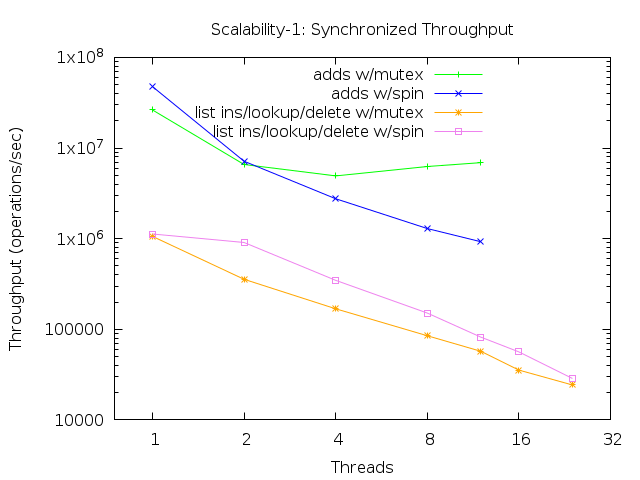 Scalability-1: Synchronized Throughput
1x10^8
adds w/mutex
adds w/spin
list ins/lookup/delete w/mutex
list ins/lookup/delete w/spin
1x10^7
1x10^6
100000
10000
Throughput (operations/sec)
1 2 4 8 16 32
Threads